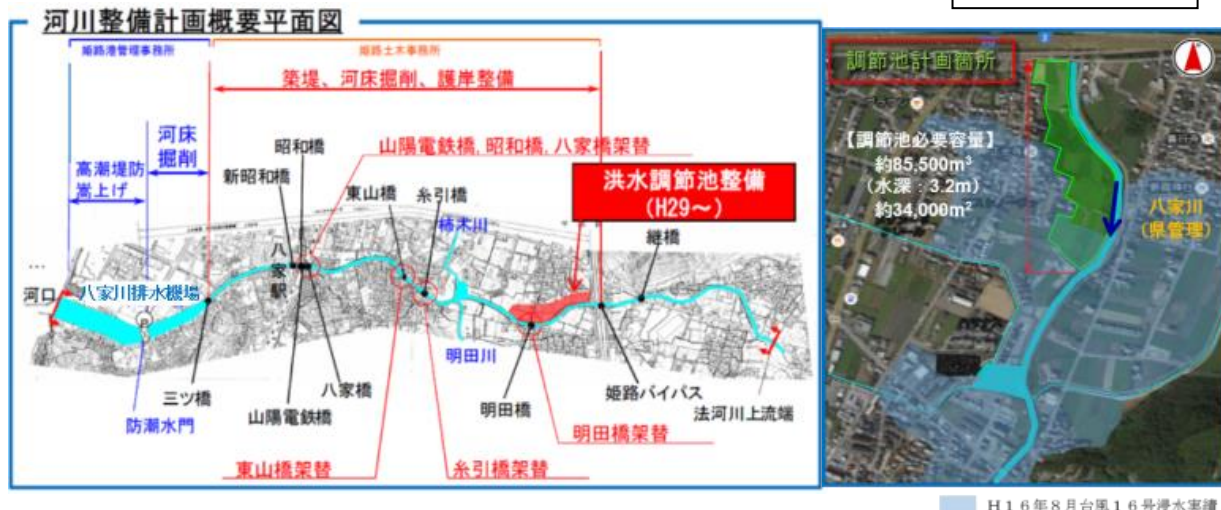 河川整備計画概要平面図
姫路港管理事務所
姫路土木事務所
築堤、河床掘削、護岸整備
河床
掘削
高潮堤防
嵩上げ
昭和橋
新昭和橋
山陽電鉄橋, 昭和橋, 八家橋架替
東山橋
糸引橋
洪水調節池整備
(H29～)
柿木川
継橋
八家駅
河口
八家川排水機場
P
三ツ橋
防潮水門
山陽電鉄橋
八家橋
明田川
明田橋
姫路バイパス
法河川上流端
明田橋架替
東山橋架替
糸引橋架替
調節池計画箇所
【調節池必要容量】
約85,500m³
（水深：3.2m）
約34,000m²
八家川
（県管理）
H16年8月台風16号浸水実績